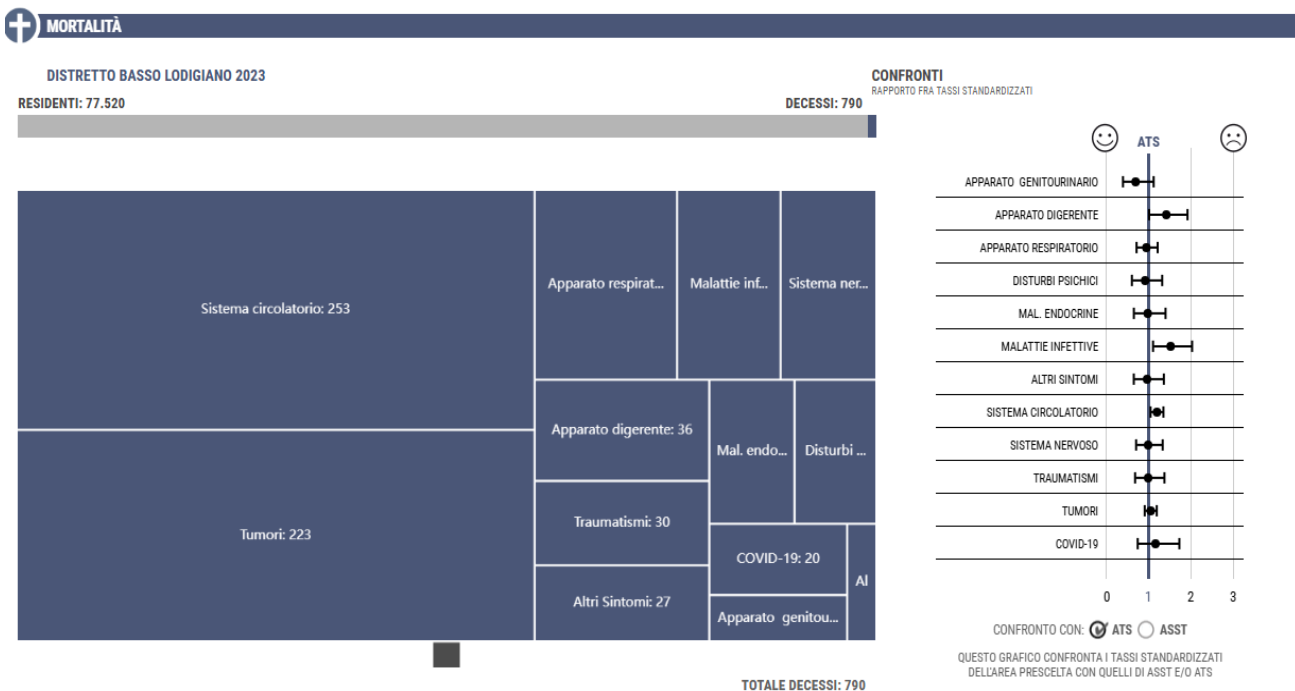 MORTALITÀ
DISTRETTO BASSO LODIGIANO 2023
RESIDENTI: 77.520
DECESSI: 790
Sistema circolatorio: 253
Tumori: 223
Apparato respirat...
Malattie inf...
Sistema ner...
Apparato digerente: 36
Mal. endo...
Disturbi ...
Traumatismi: 30
COVID-19: 20
Al
Altri Sintomi: 27
Apparato genitou...
TOTALE DECESSI: 790
CONFRONTI
RAPPORTO FRA TASSI STANDARDIZZATI
ATS
APPARATO GENITOURINARIO
APPARATO DIGERENTE
APPARATO RESPIRATORIO
DISTURBI PSICHICI
MAL. ENDOCRINE
MALATTIE INFETTIVE
ALTRI SINTOMI
SISTEMA CIRCOLATORIO
SISTEMA NERVOSO
TRAUMATISMI
TUMORI
COVID-19
0 1 2 3
CONFRONTO CON: ATS ASST
QUESTO GRAFICO CONFRONTA I TASSI STANDARDIZZATI
DELL'AREA PRESCELTA CON QUELLI DI ASST E/O ATS